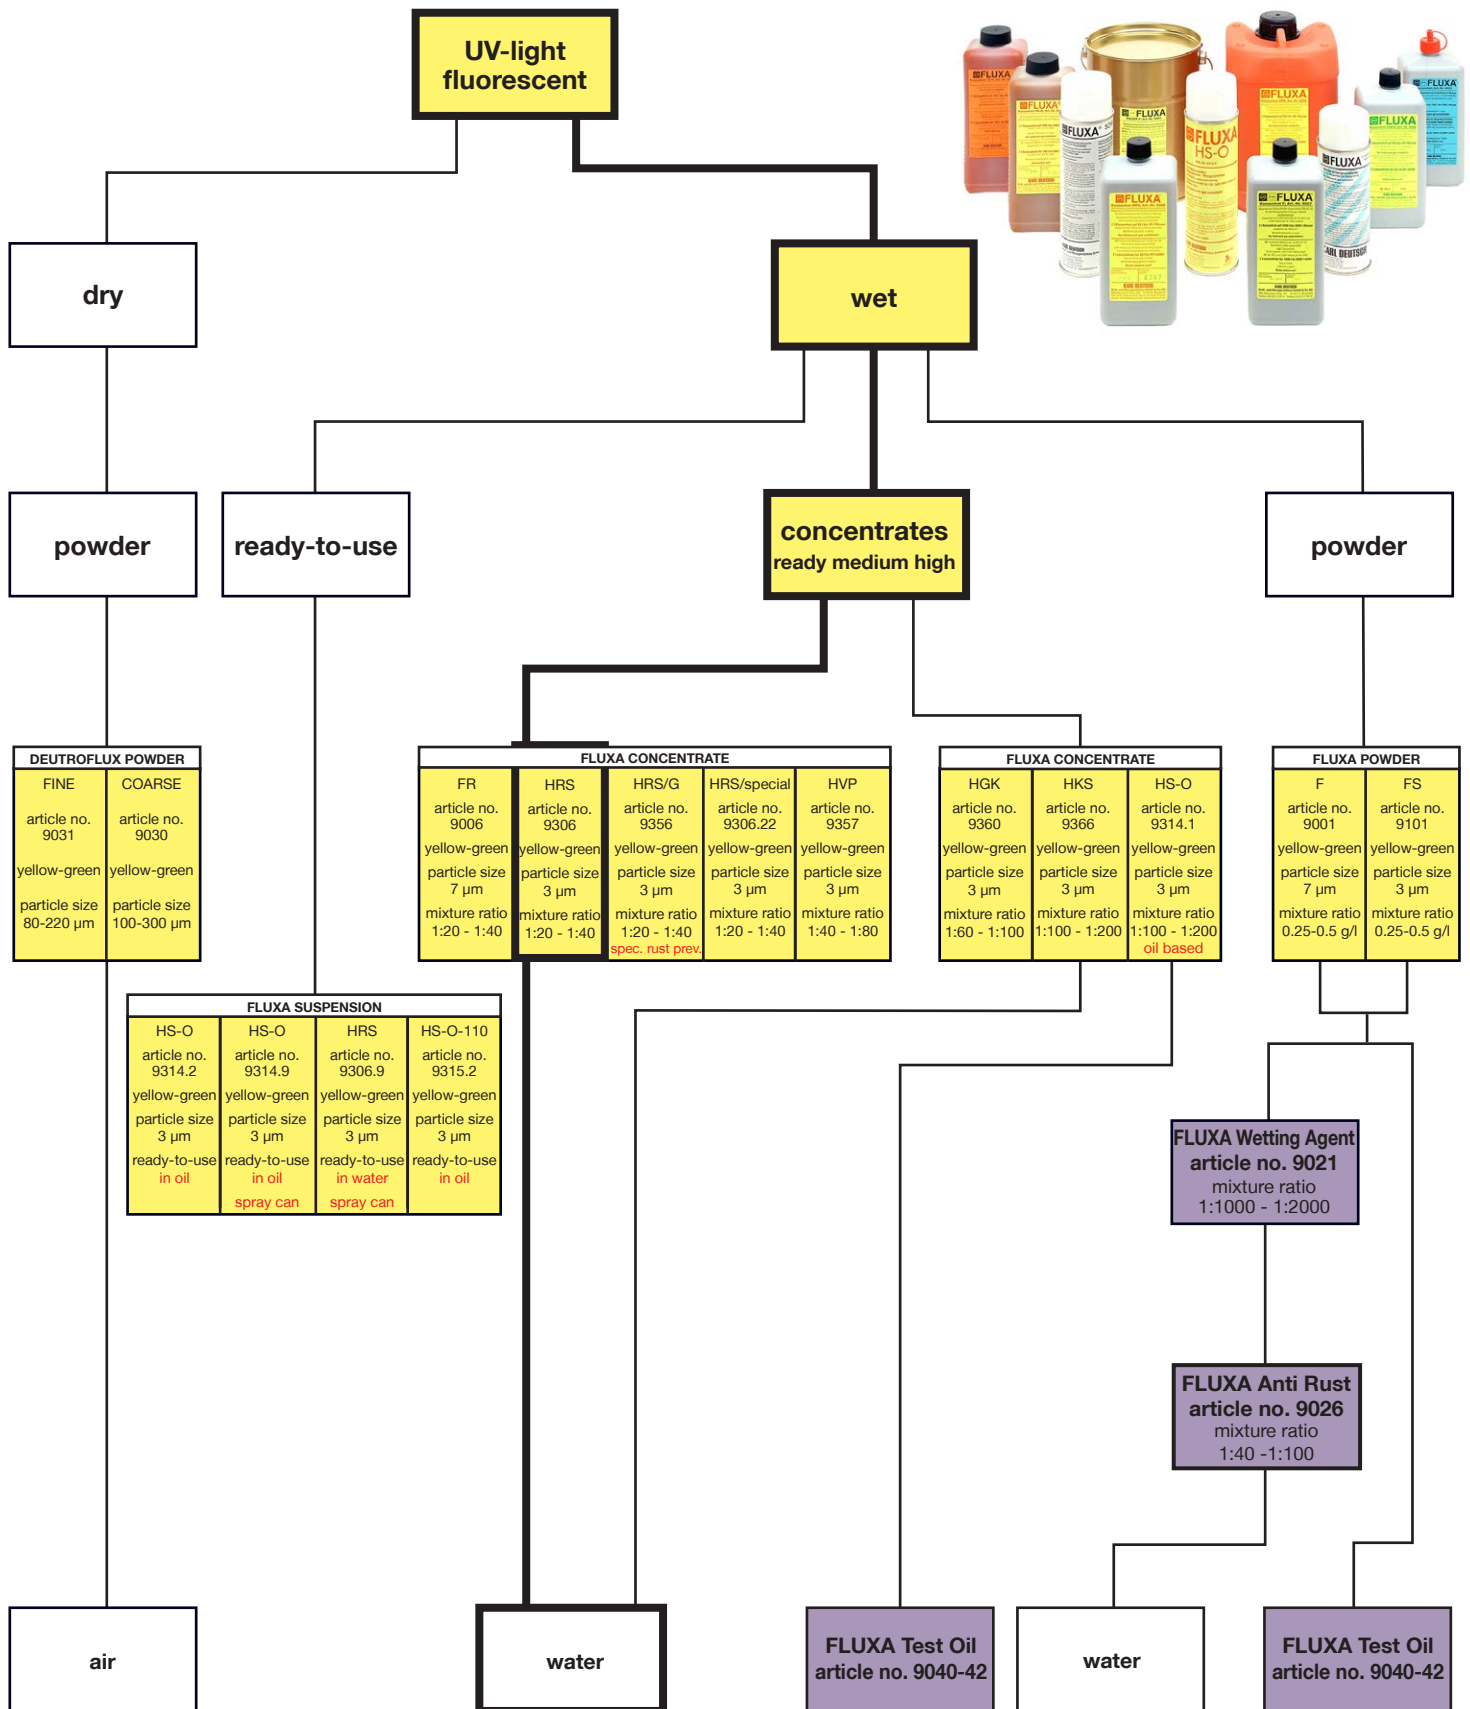 UV-light
fluorescent
FLUXA
FLUXA
FLUXA
FLUXA
FLUXA
HS-O
FLUXA
FLUXA
FLUXA
FLUXA
FLUXA
FLUXA
KARL DEUTSCH
KARL DEUTSCH
dry
wet
powder
ready-to-use
concentrates
ready medium high
powder
DEUTROFLUX POWDER
FINE
article no.
9031
yellow-green
particle size
80-220 µm
COARSE
article no.
9030
yellow-green
particle size
100-300 µm
FLUXA CONCENTRATE
FR
article no.
9006
yellow-green
particle size
7 µm
mixture ratio
1:20 - 1:40
HRS
article no.
9306
yellow-green
particle size
3 µm
mixture ratio
1:20 - 1:40
HRS/G
article no.
9356
yellow-green
particle size
3 µm
mixture ratio
1:20 - 1:40
spec. rust prev.
HRS/special
article no.
9306.22
yellow-green
particle size
3 µm
mixture ratio
1:20 - 1:40
HVP
article no.
9357
yellow-green
particle size
3 µm
mixture ratio
1:40 - 1:80
FLUXA CONCENTRATE
HGK
article no.
9360
yellow-green
particle size
3 µm
mixture ratio
1:60 - 1:100
HKS
article no.
9366
yellow-green
particle size
3 µm
mixture ratio
1:100 - 1:200
HS-O
article no.
9314.1
yellow-green
particle size
3 µm
mixture ratio
1:100 - 1:200
oil based
FLUXA POWDER
F
article no.
9001
yellow-green
particle size
7 µm
mixture ratio
0.25-0.5 g/l
FS
article no.
9101
yellow-green
particle size
3 µm
mixture ratio
0.25-0.5 g/l
FLUXA SUSPENSION
HS-O
article no.
9314.2
yellow-green
particle size
3 µm
ready-to-use
in oil
HS-O
article no.
9314.9
yellow-green
particle size
3 µm
ready-to-use
in oil
spray can
HRS
article no.
9306.9
yellow-green
particle size
3 µm
ready-to-use
in water
spray can
HS-O-110
article no.
9315.2
yellow-green
particle size
3 µm
ready-to-use
in oil
FLUXA Wetting Agent
article no. 9021
mixture ratio
1:1000 - 1:2000
FLUXA Anti Rust
article no. 9026
mixture ratio
1:40 -1:100
air
water
FLUXA Test Oil
article no. 9040-42
water
FLUXA Test Oil
article no. 9040-42